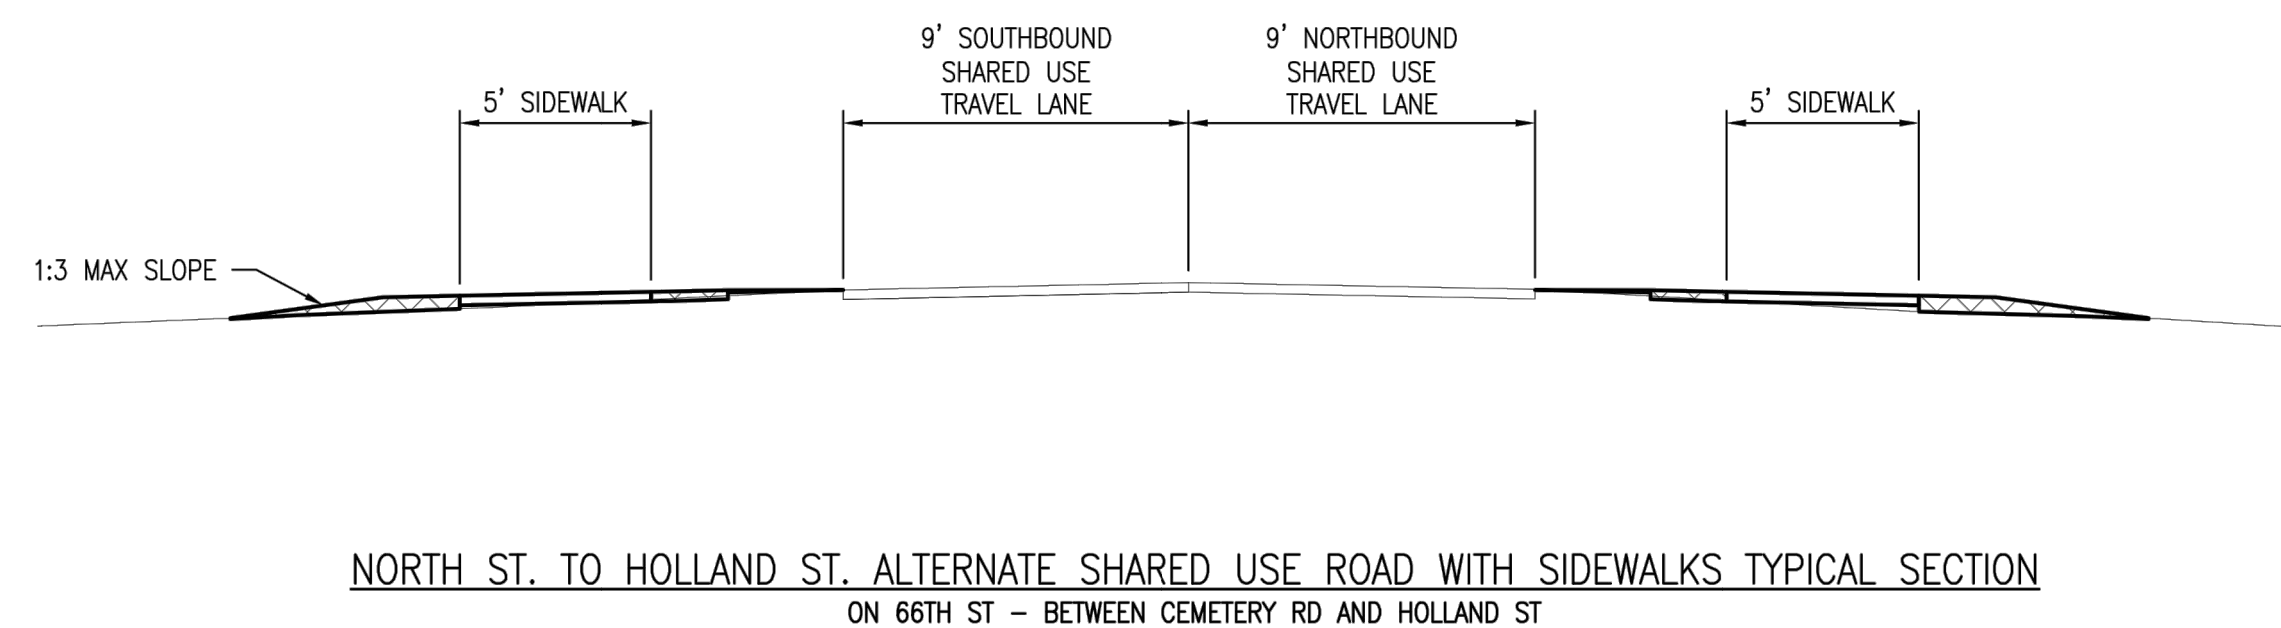 9' SOUTHBOUND
SHARED USE
TRAVEL LANE
9' NORTHBOUND
SHARED USE
TRAVEL LANE
5' SIDEWALK
5' SIDEWALK
1:3 MAX SLOPE
NORTH ST. TO HOLLAND ST. ALTERNATE SHARED USE ROAD WITH SIDEWALKS TYPICAL SECTION
ON 66TH ST – BETWEEN CEMETERY RD AND HOLLAND ST